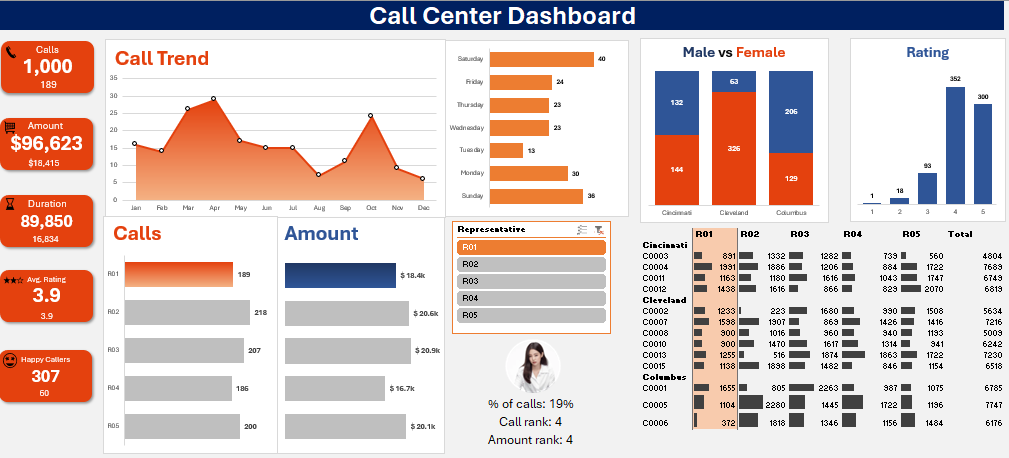 Call Center Dashboard
Calls
1,000
189
Amount
$96,623
$18,415
Duration
89,850
16,834
Avg. Rating
3.9
3.9
Happy Callers
307
60
Call Trend
35
30
25
20
15
10
5
0
Jan Feb Mar Apr May Jun Jul Aug Sep Oct Nov Dec
Saturday 40
Friday 24
Thursday 23
Wednesday 23
Tuesday 13
Monday 30
Sunday 36
Male vs Female
132 63 206
144 326 129
Cincinnati Cleveland Columbus
Rating
1 18 93 352 300
1 2 3 4 5
Calls
R01 189
R02 218
R03 207
R04 186
R05 200
Amount
$ 18.4k
$ 20.6k
$ 20.9k
$ 16.7k
$ 20.1k
Representative
R01
R02
R03
R04
R05
% of calls: 19%
Call rank: 4
Amount rank: 4
R01 R02 R03 R04 R05 Total
Cincinnati
C0003 891 1332 1282 739 560 4804
C0004 1991 1886 1206 884 1722 7689
C0011 1163 1180 1616 1043 1747 6749
C0012 1438 1616 866 829 2070 6819
Cleveland
C0002 1233 223 1680 990 1508 5634
C0007 1598 1907 869 1426 1416 7216
C0008 900 1016 960 940 1193 5009
C0010 900 1470 1617 1314 941 6242
C0013 1255 516 1874 1863 1722 7230
C0015 1138 1898 1482 846 1154 6518
Columbus
C0001 1655 805 2263 987 1075 6785
C0005 1104 2280 1445 1722 1196 7747
C0006 372 1818 1346 1156 1484 6176